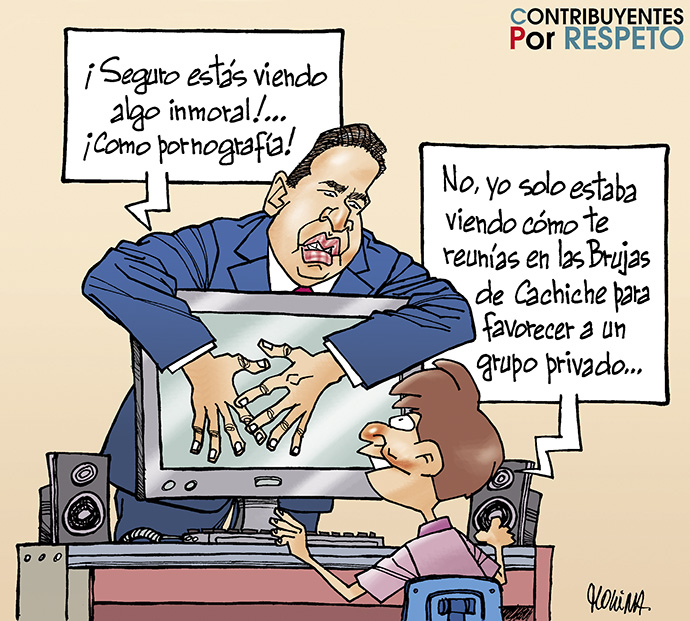 CONTRIBUYENTES
Por RESPETO
¡Seguro estás viendo
algo inmoral!...
¡Como pornografía!
No, yo solo estaba
viendo cómo te
reunías en las Brujas
de Cachiche para
favorecer a un
grupo privado...
MOLINA